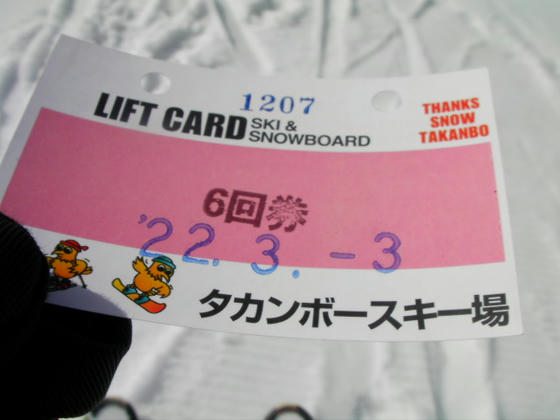 1207
LIFT CARD SKI &
SNOWBOARD
THANKS
SNOW
TAKANBO
6回券
'22.3.-3
タカンボースキー場